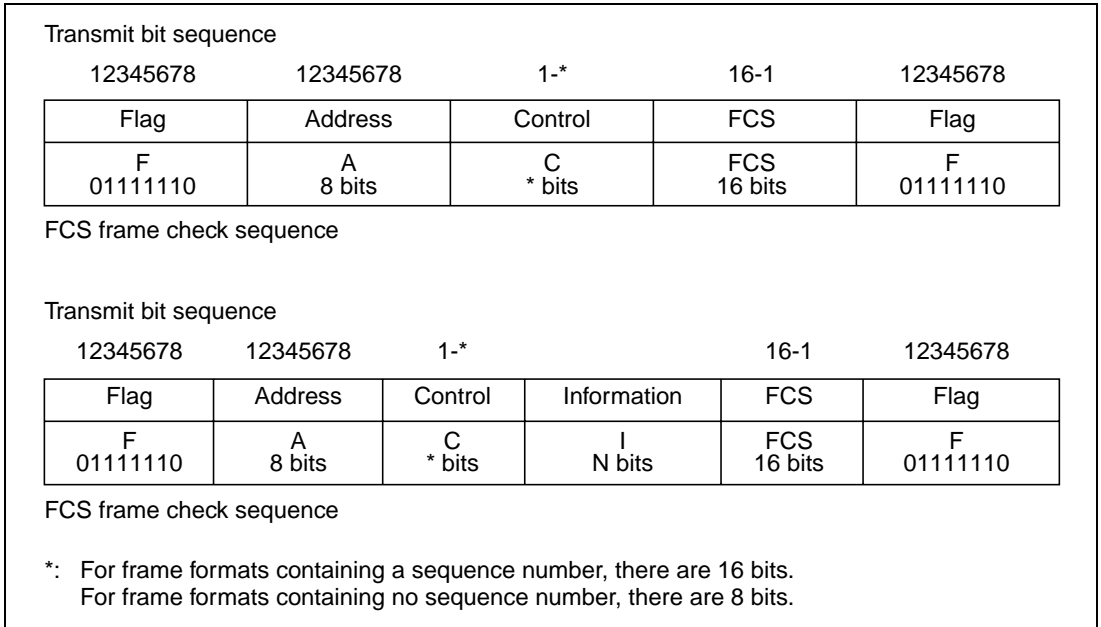 Transmit bit sequence
12345678 12345678 1-* 16-1 12345678
Flag Address Control FCS Flag
F A C FCS F
01111110 8 bits * bits 16 bits 01111110
FCS frame check sequence
Transmit bit sequence
12345678 12345678 1-* 16-1 12345678
Flag Address Control Information FCS Flag
F A C I FCS F
01111110 8 bits * bits N bits 16 bits 01111110
FCS frame check sequence
*: For frame formats containing a sequence number, there are 16 bits.
For frame formats containing no sequence number, there are 8 bits.